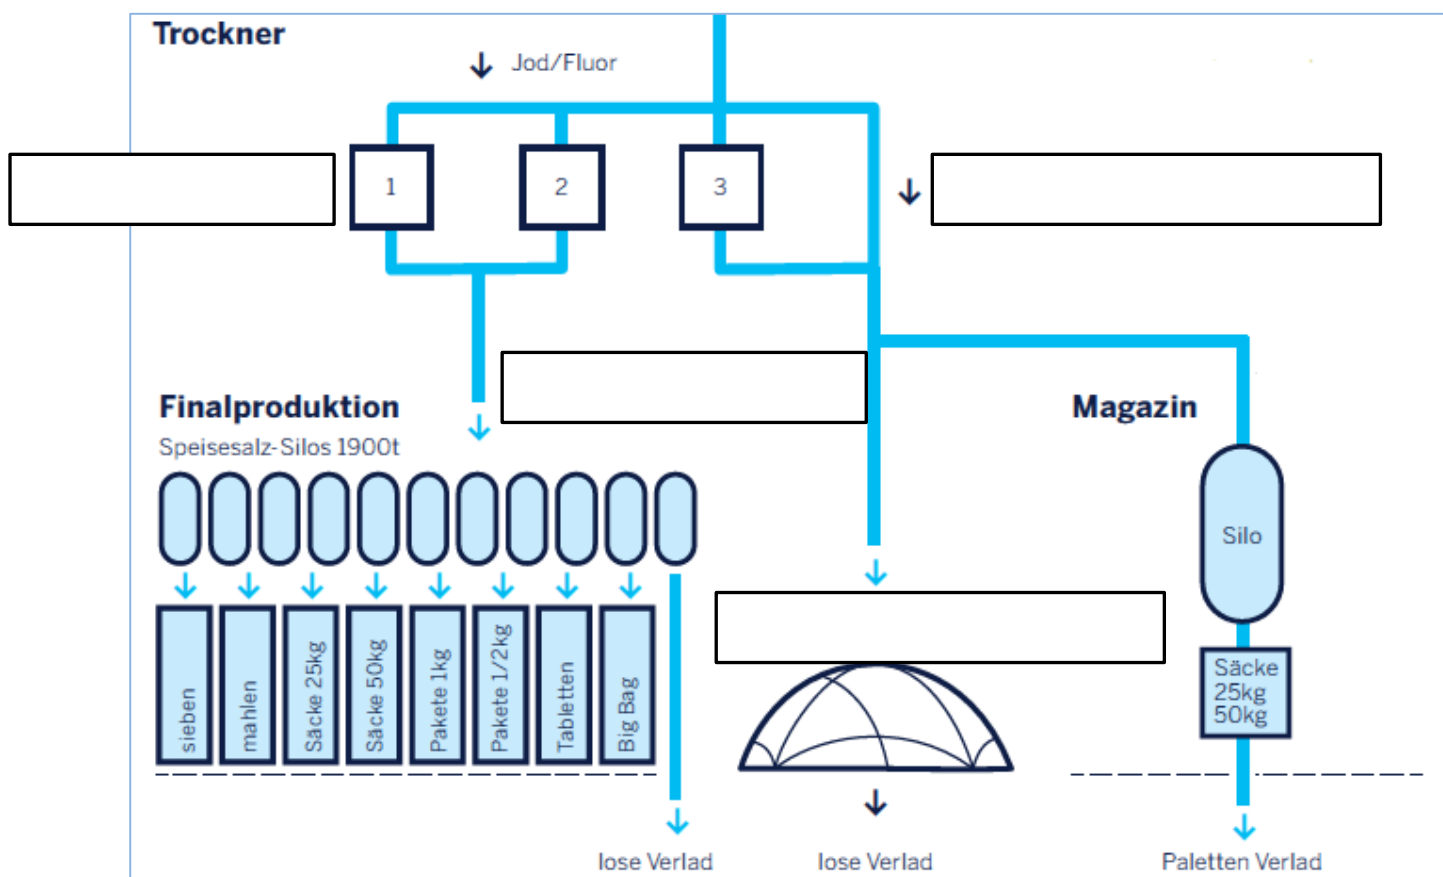 Trockner
Jod/Fluor
1
2
3
Finalproduktion
Speisesalz-Silos 1900t
Magazin
Silo
sieben
mahlen
Säcke 25kg
Säcke 50kg
Pakete 1kg
Pakete 1/2kg
Tabletten
Big Bag
Säcke
25kg
50kg
lose Verlad
lose Verlad
Paletten Verlad